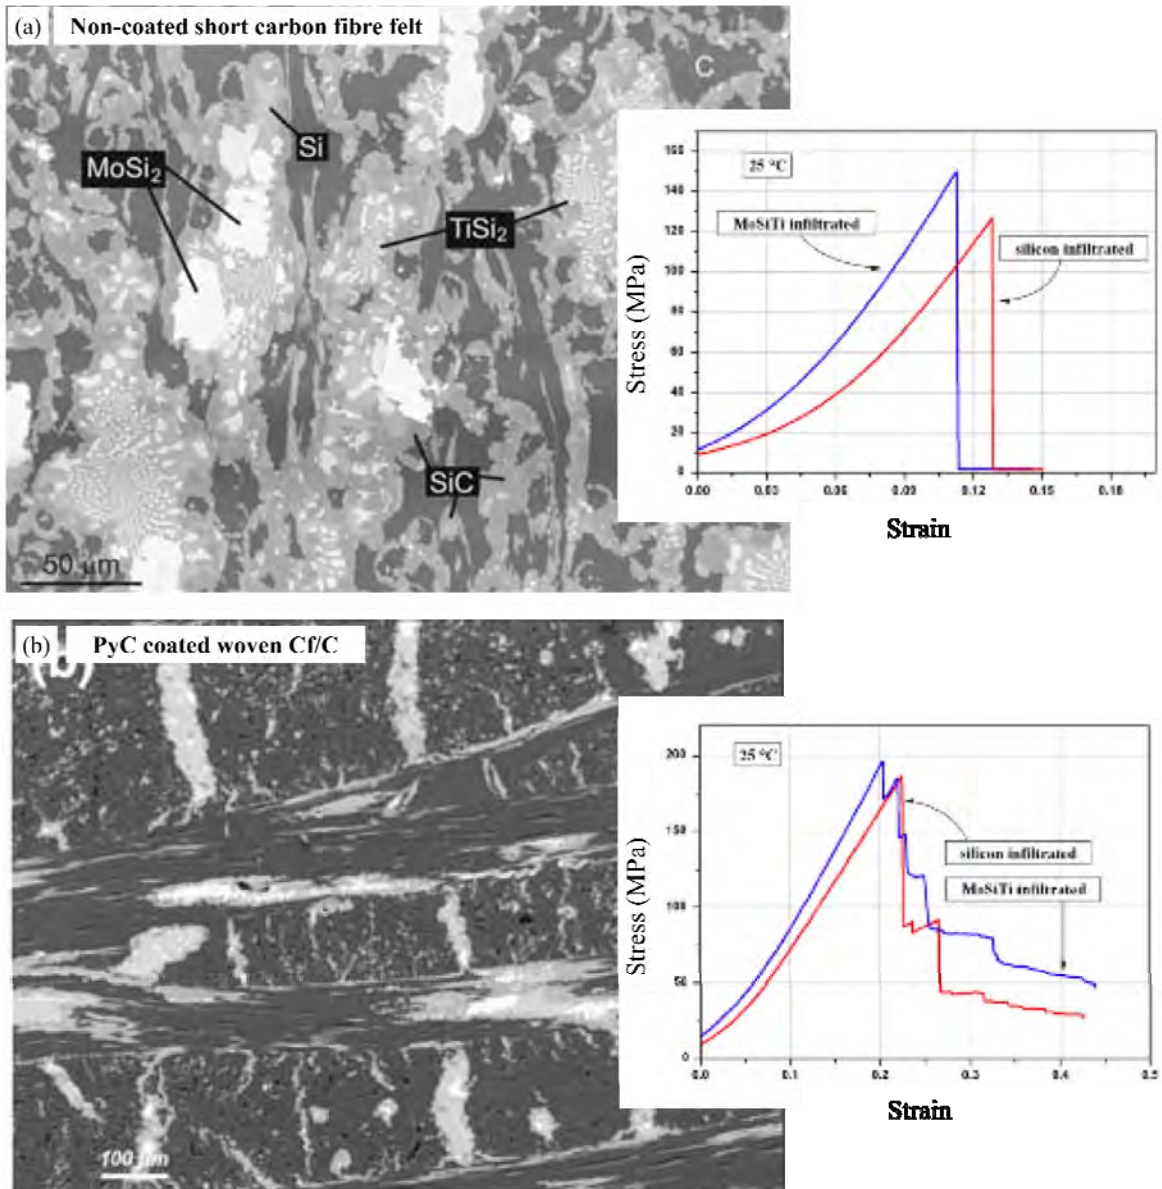 (a) Non-coated short carbon fibre felt
C
Si
MoSi₂
TiSi₂
SiC
50 µm
25 °C
MoSiTi infiltrated
silicon infiltrated
Stress (MPa)
160
140
120
100
80
60
40
20
0
0.00 0.03 0.06 0.09 0.12 0.15 0.18
Strain
(b) PyC coated woven Cf/C
(b)
100 µm
25 °C
silicon infiltrated
MoSiTi infiltrated
Stress (MPa)
200
150
100
50
0
0.0 0.1 0.2 0.3 0.4 0.5
Strain